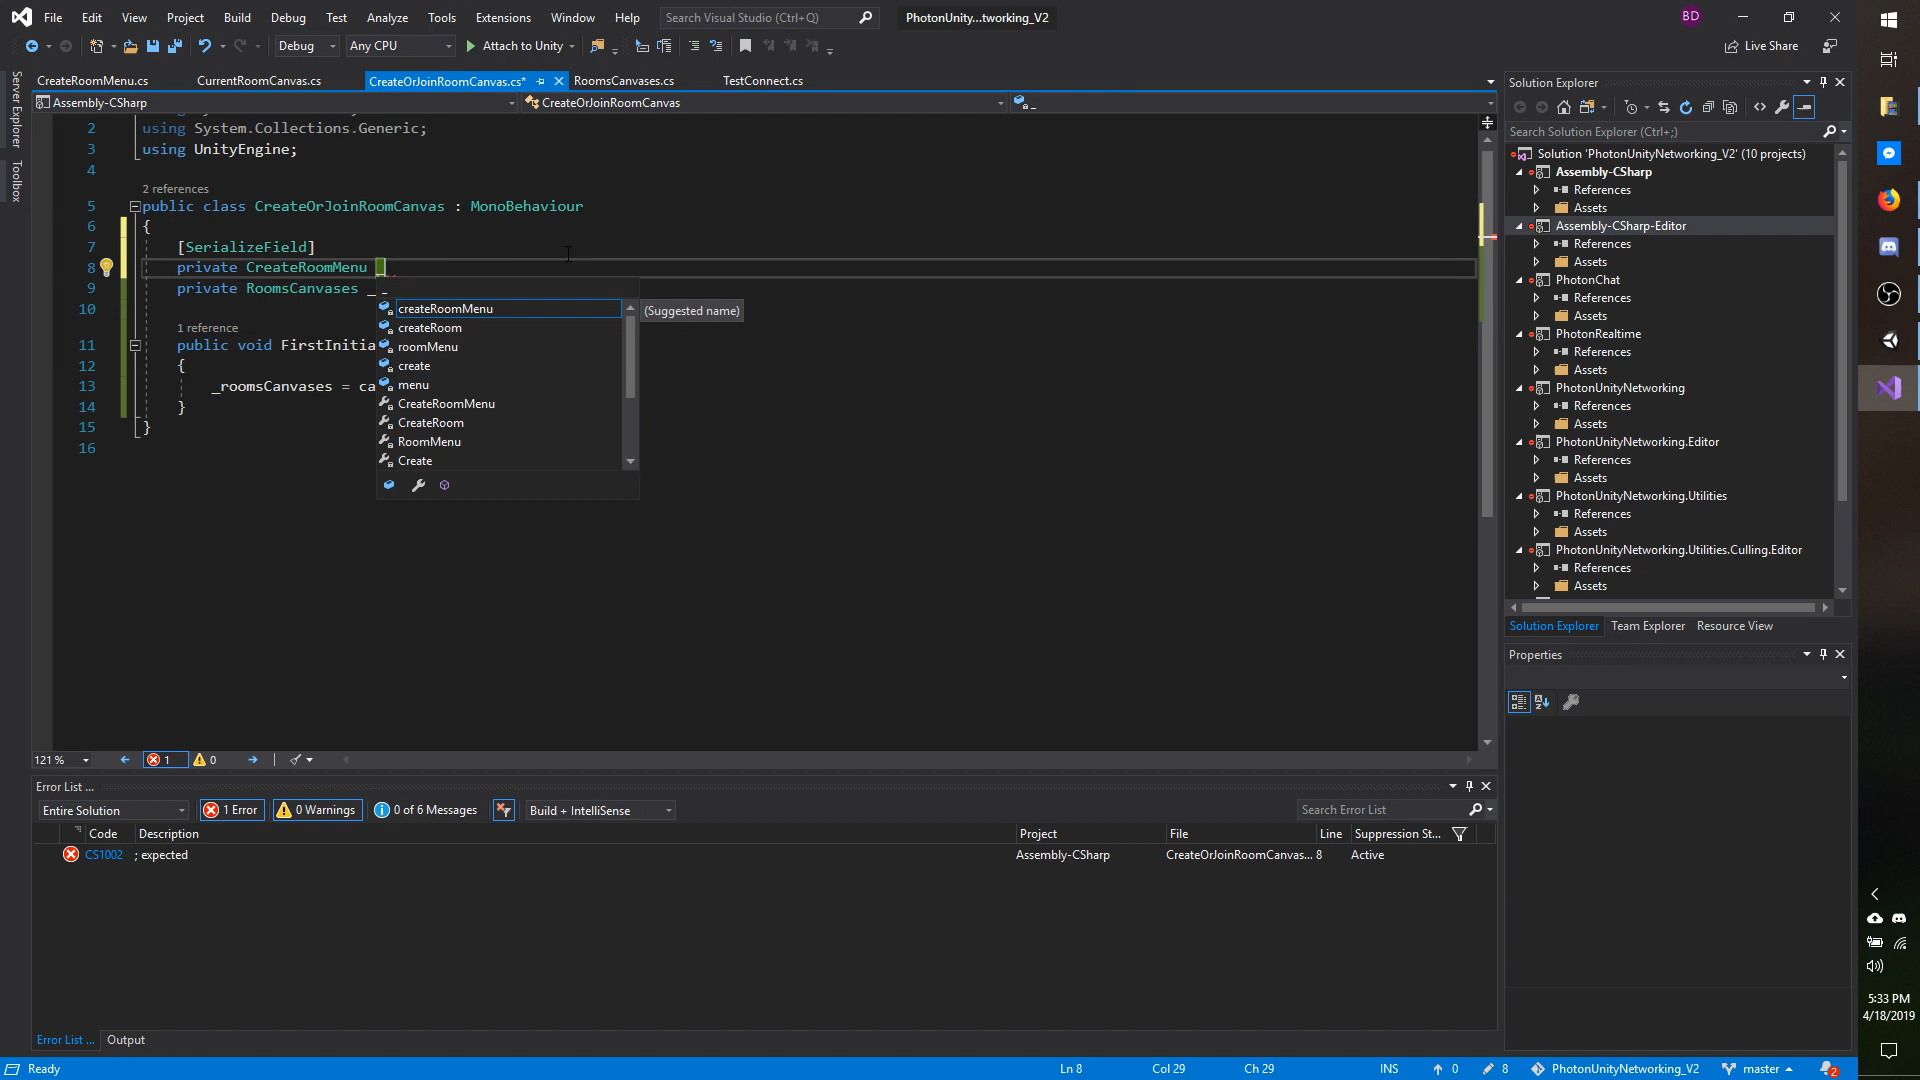 File Edit View Project Build Debug Test Analyze Tools Extensions Window Help Search Visual Studio (Ctrl+Q) PhotonUnity...tworking_V2 BD
Debug Any CPU Attach to Unity Live Share
CreateRoomMenu.cs CurrentRoomCanvas.cs CreateOrJoinRoomCanvas.cs* RoomsCanvases.cs TestConnect.cs
Assembly-CSharp CreateOrJoinRoomCanvas _
Server Explorer
Toolbox
2 using System.Collections.Generic;
3 using UnityEngine;
4
2 references
5 public class CreateOrJoinRoomCanvas : MonoBehaviour
6 {
7 [SerializeField]
8 private CreateRoomMenu _
9 private RoomsCanvases _
10
1 reference
11 public void FirstInitia
12 {
13 _roomsCanvases = ca
14 }
15 }
16
createRoomMenu (Suggested name)
createRoom
roomMenu
create
menu
CreateRoomMenu
CreateRoom
RoomMenu
Create
121 % 1 0
Error List ...
Entire Solution 1 Error 0 Warnings 0 of 6 Messages Build + IntelliSense Search Error List
Code Description Project File Line Suppression St...
CS1002 ; expected Assembly-CSharp CreateOrJoinRoomCanvas... 8 Active
Error List ... Output
Solution Explorer
Search Solution Explorer (Ctrl+;)
Solution 'PhotonUnityNetworking_V2' (10 projects)
Assembly-CSharp
References
Assets
Assembly-CSharp-Editor
References
Assets
PhotonChat
References
Assets
PhotonRealtime
References
Assets
PhotonUnityNetworking
References
Assets
PhotonUnityNetworking.Editor
References
Assets
PhotonUnityNetworking.Utilities
References
Assets
PhotonUnityNetworking.Utilities.Culling.Editor
References
Assets
Solution Explorer Team Explorer Resource View
Properties
Ready Ln 8 Col 29 Ch 29 INS 0 8 PhotonUnityNetworking_V2 master 2
5:33 PM
4/18/2019